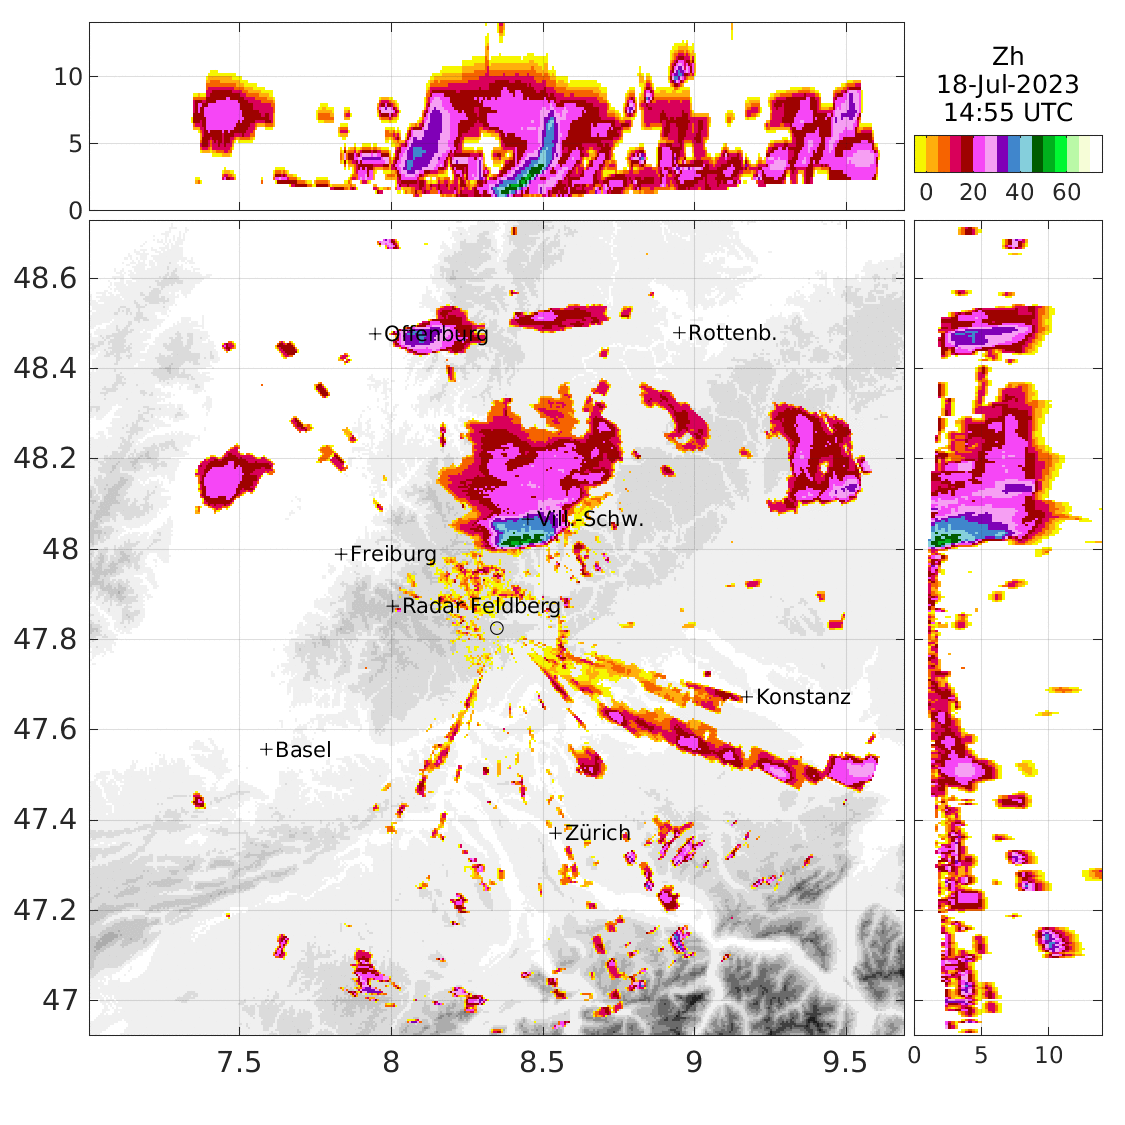 Zh
18-Jul-2023
14:55 UTC
0 20 40 60
10
5
0
48.6
48.4
48.2
48
47.8
47.6
47.4
47.2
47
+Offenburg
+Rottenb.
+Vill.-Schw.
+Freiburg
+Radar Feldberg
+Konstanz
+Basel
+Zürich
7.5 8 8.5 9 9.5
0 5 10